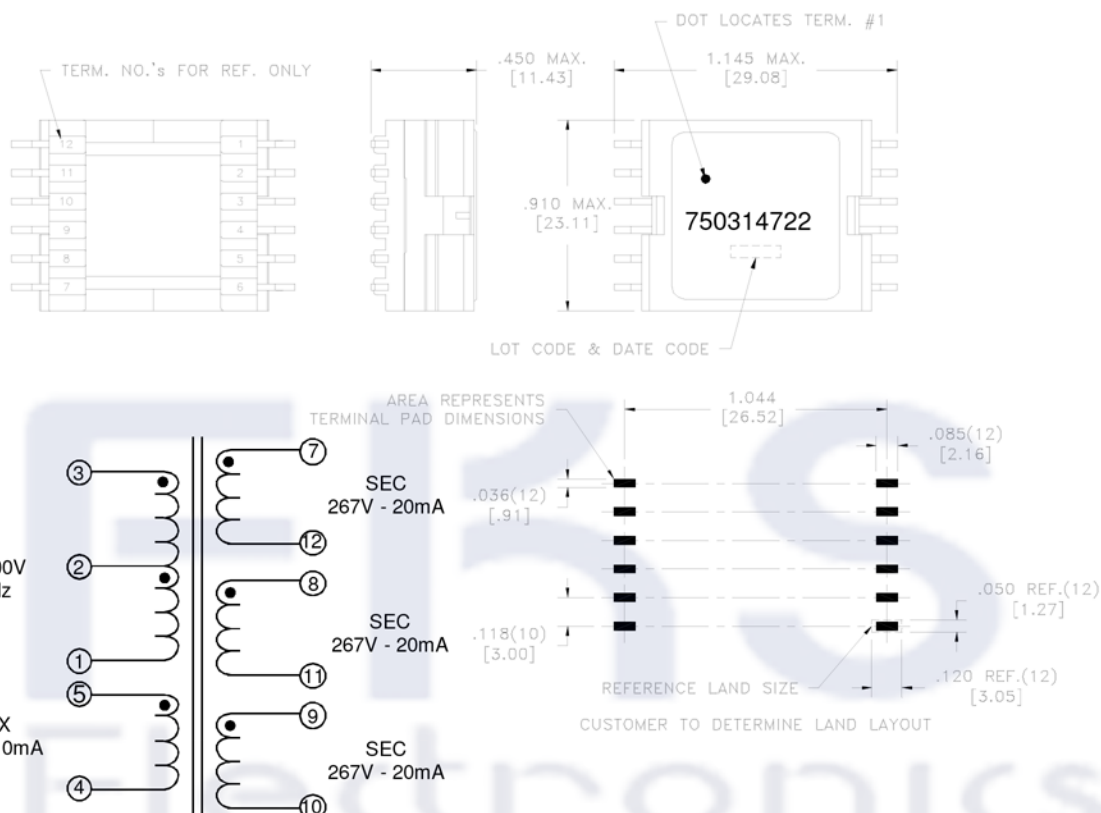 DOT LOCATES TERM. #1
TERM. NO.'s FOR REF. ONLY
.450 MAX.
[11.43]
1.145 MAX.
[29.08]
12
11
10
9
8
7
1
2
3
4
5
6
.910 MAX.
[23.11]
750314722
LOT CODE & DATE CODE
AREA REPRESENTS
TERMINAL PAD DIMENSIONS
1.044
[26.52]
.085(12)
[2.16]
.036(12)
[.91]
.118(10)
[3.00]
.050 REF.(12)
[1.27]
.120 REF.(12)
[3.05]
REFERENCE LAND SIZE
CUSTOMER TO DETERMINE LAND LAYOUT
3
2
1
5
4
7
SEC
267V - 20mA
12
8
SEC
267V - 20mA
11
9
SEC
267V - 20mA
10
EKS
Electronics